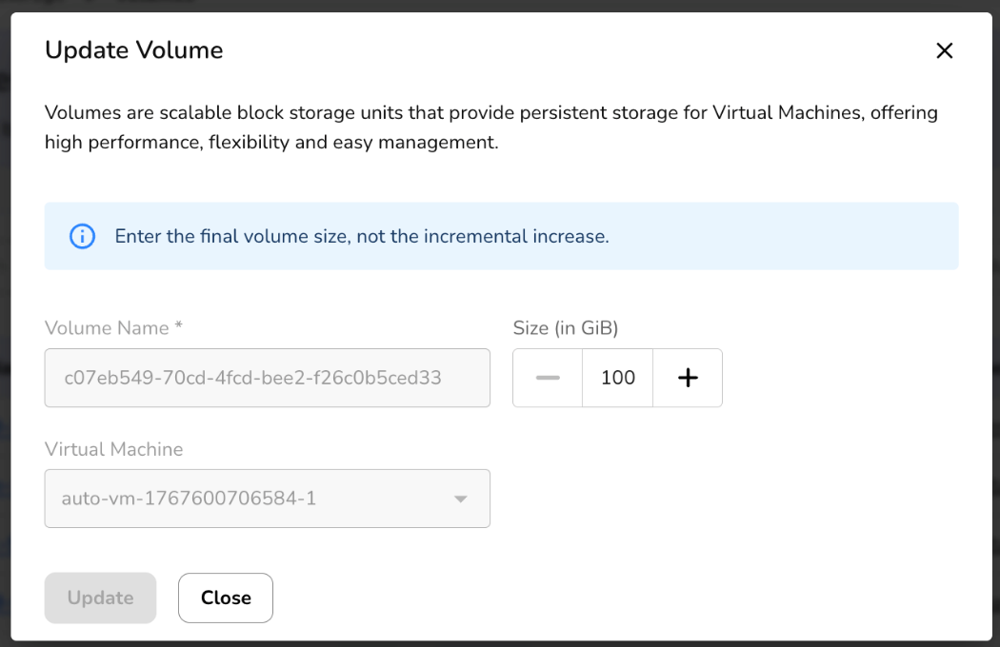 Update Volume
Volumes are scalable block storage units that provide persistent storage for Virtual Machines, offering
high performance, flexibility and easy management.
Enter the final volume size, not the incremental increase.
Volume Name *
Size (in GiB)
c07eb549-70cd-4fcd-bee2-f26c0b5ced33
100
Virtual Machine
auto-vm-1767600706584-1
Update
Close